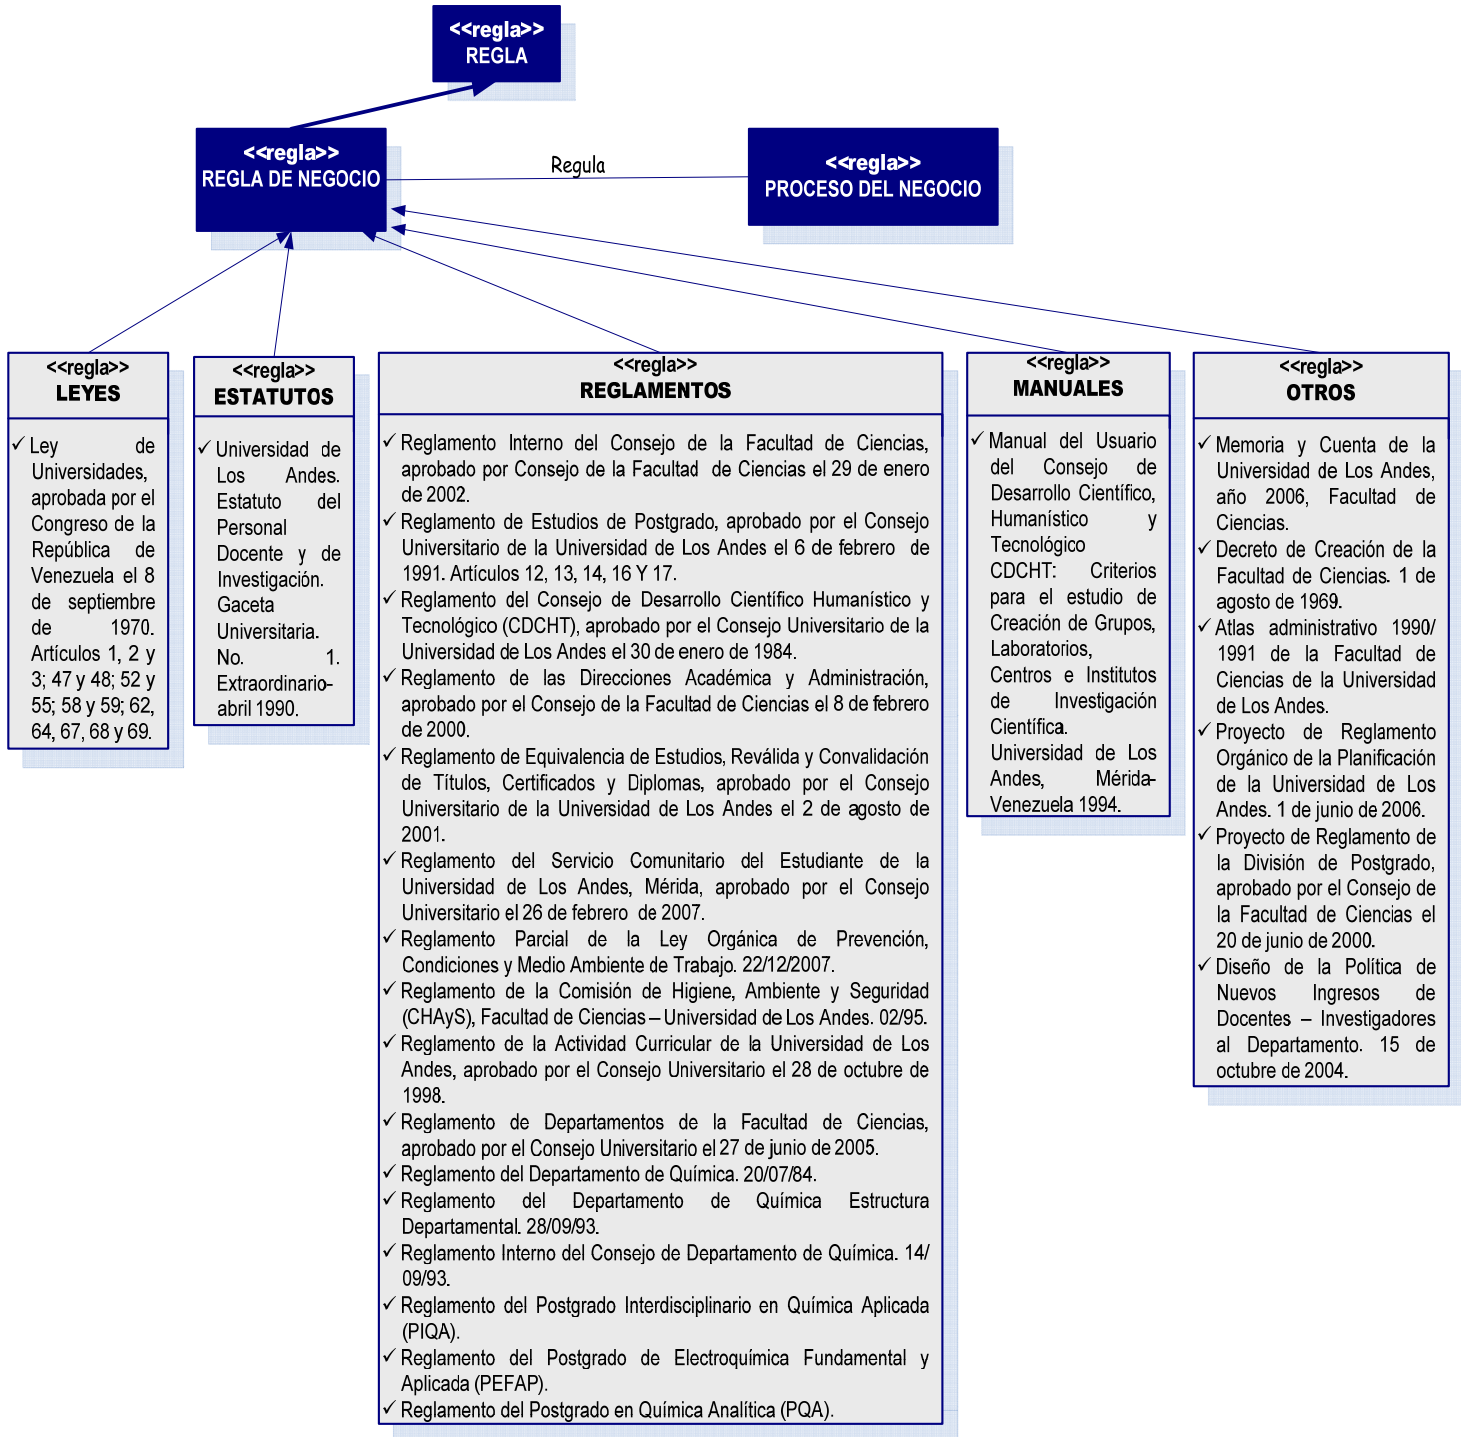 <<regla>>
REGLA
<<regla>>
REGLA DE NEGOCIO
Regula
<<regla>>
PROCESO DEL NEGOCIO
<<regla>>
LEYES
✓ Ley de
Universidades,
aprobada por el
Congreso de la
República de
Venezuela el 8
de septiembre
de 1970.
Artículos 1, 2 y
3; 47 y 48; 52 y
55; 58 y 59; 62,
64, 67, 68 y 69.
<<regla>>
ESTATUTOS
✓ Universidad de
Los Andes.
Estatuto del
Personal
Docente y de
Investigación.
Gaceta
Universitaria.
No. 1.
Extraordinario-
abril 1990.
<<regla>>
REGLAMENTOS
✓ Reglamento Interno del Consejo de la Facultad de Ciencias,
aprobado por Consejo de la Facultad de Ciencias el 29 de enero
de 2002.
✓ Reglamento de Estudios de Postgrado, aprobado por el Consejo
Universitario de la Universidad de Los Andes el 6 de febrero de
1991. Artículos 12, 13, 14, 16 Y 17.
✓ Reglamento del Consejo de Desarrollo Científico Humanístico y
Tecnológico (CDCHT), aprobado por el Consejo Universitario de la
Universidad de Los Andes el 30 de enero de 1984.
✓ Reglamento de las Direcciones Académica y Administración,
aprobado por el Consejo de la Facultad de Ciencias el 8 de febrero
de 2000.
✓ Reglamento de Equivalencia de Estudios, Reválida y Convalidación
de Títulos, Certificados y Diplomas, aprobado por el Consejo
Universitario de la Universidad de Los Andes el 2 de agosto de
2001.
✓ Reglamento del Servicio Comunitario del Estudiante de la
Universidad de Los Andes, Mérida, aprobado por el Consejo
Universitario el 26 de febrero de 2007.
✓ Reglamento Parcial de la Ley Orgánica de Prevención,
Condiciones y Medio Ambiente de Trabajo. 22/12/2007.
✓ Reglamento de la Comisión de Higiene, Ambiente y Seguridad
(CHAyS), Facultad de Ciencias – Universidad de Los Andes. 02/95.
✓ Reglamento de la Actividad Curricular de la Universidad de Los
Andes, aprobado por el Consejo Universitario el 28 de octubre de
1998.
✓ Reglamento de Departamentos de la Facultad de Ciencias,
aprobado por el Consejo Universitario el 27 de junio de 2005.
✓ Reglamento del Departamento de Química. 20/07/84.
✓ Reglamento del Departamento de Química Estructura
Departamental. 28/09/93.
✓ Reglamento Interno del Consejo de Departamento de Química. 14/
09/93.
✓ Reglamento del Postgrado Interdisciplinario en Química Aplicada
(PIQA).
✓ Reglamento del Postgrado de Electroquímica Fundamental y
Aplicada (PEFAP).
✓ Reglamento del Postgrado en Química Analítica (PQA).
<<regla>>
MANUALES
✓ Manual del Usuario
del Consejo de
Desarrollo Científico,
Humanístico y
Tecnológico
CDCHT: Criterios
para el estudio de
Creación de Grupos,
Laboratorios,
Centros e Institutos
de Investigación
Científica.
Universidad de Los
Andes, Mérida-
Venezuela 1994.
<<regla>>
OTROS
✓ Memoria y Cuenta de la
Universidad de Los Andes,
año 2006, Facultad de
Ciencias.
✓ Decreto de Creación de la
Facultad de Ciencias. 1 de
agosto de 1969.
✓ Atlas administrativo 1990/
1991 de la Facultad de
Ciencias de la Universidad
de Los Andes.
✓ Proyecto de Reglamento
Orgánico de la Planificación
de la Universidad de Los
Andes. 1 de junio de 2006.
✓ Proyecto de Reglamento de
la División de Postgrado,
aprobado por el Consejo de
la Facultad de Ciencias el
20 de junio de 2000.
✓ Diseño de la Política de
Nuevos Ingresos de
Docentes – Investigadores
al Departamento. 15 de
octubre de 2004.